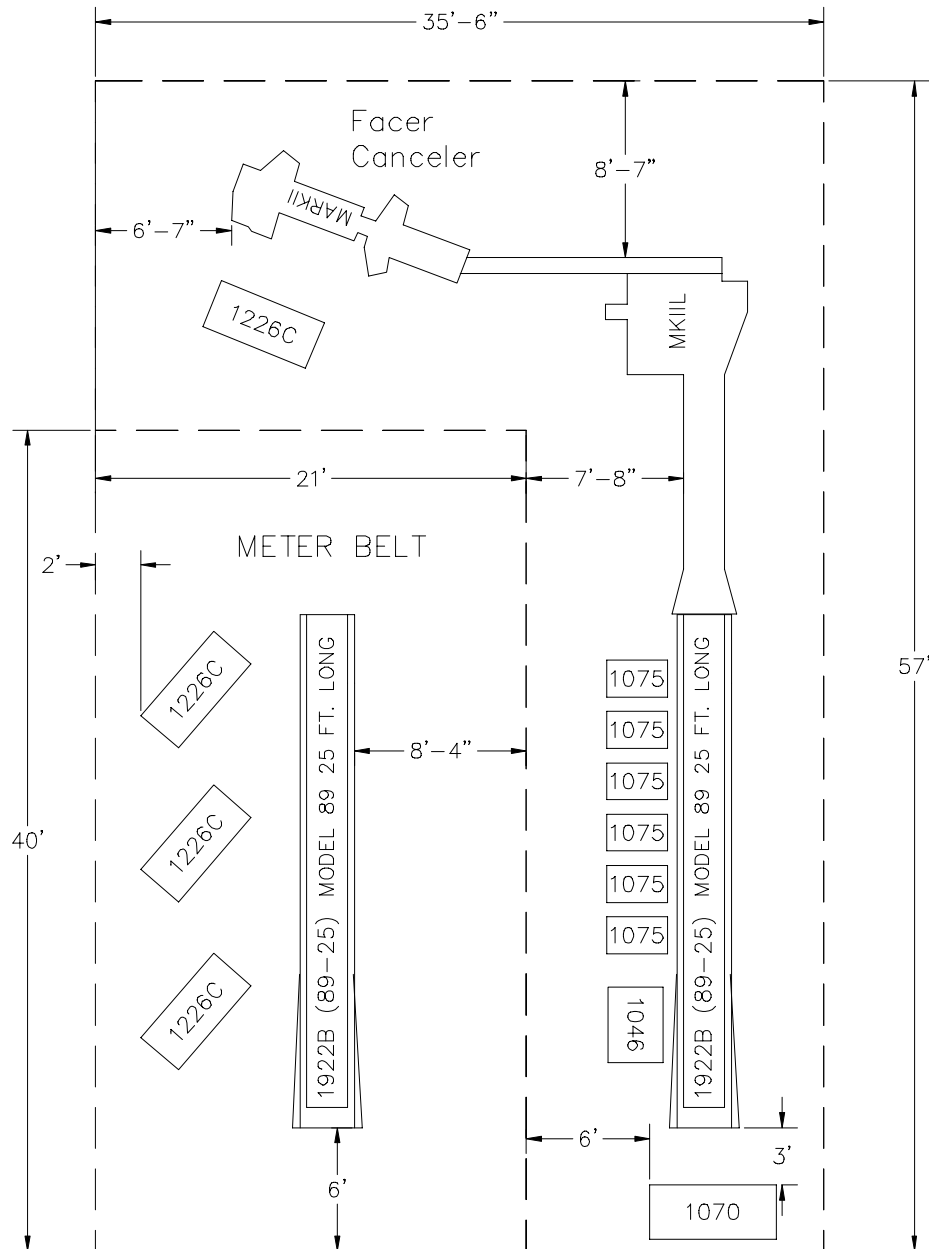 35'-6"
Facer
Canceler
8'-7"
MARKII
6'-7"
1226C
MKIIL
21'
7'-8"
METER BELT
2'
1226C
1075
57'
1075
8'-4"
1075
1226C
40'
1075
1075
1075
1922B (89-25) MODEL 89 25 FT. LONG
1922B (89-25) MODEL 89 25 FT. LONG
1226C
1046
6'
3'
6'
1070